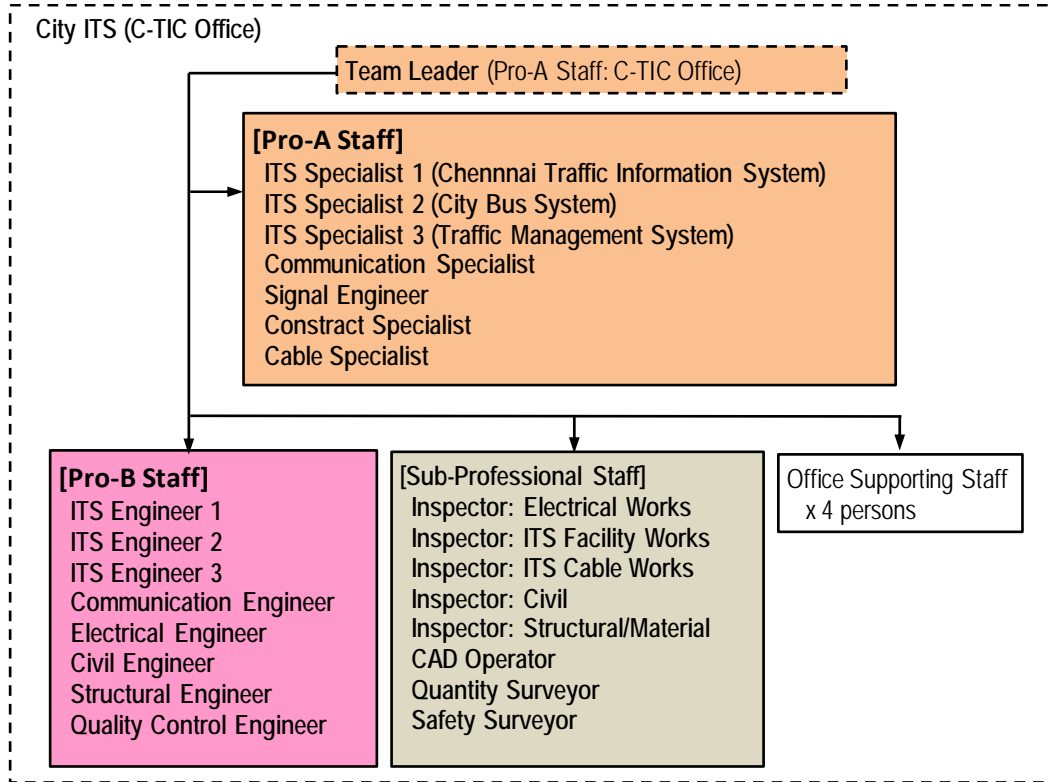 City ITS (C-TIC Office)
Team Leader (Pro-A Staff: C-TIC Office)
[Pro-A Staff]
ITS Specialist 1 (Chennnai Traffic Information System)
ITS Specialist 2 (City Bus System)
ITS Specialist 3 (Traffic Management System)
Communication Specialist
Signal Engineer
Constract Specialist
Cable Specialist
[Pro-B Staff]
ITS Engineer 1
ITS Engineer 2
ITS Engineer 3
Communication Engineer
Electrical Engineer
Civil Engineer
Structural Engineer
Quality Control Engineer
[Sub-Professional Staff]
Inspector: Electrical Works
Inspector: ITS Facility Works
Inspector: ITS Cable Works
Inspector: Civil
Inspector: Structural/Material
CAD Operator
Quantity Surveyor
Safety Surveyor
Office Supporting Staff
x 4 persons